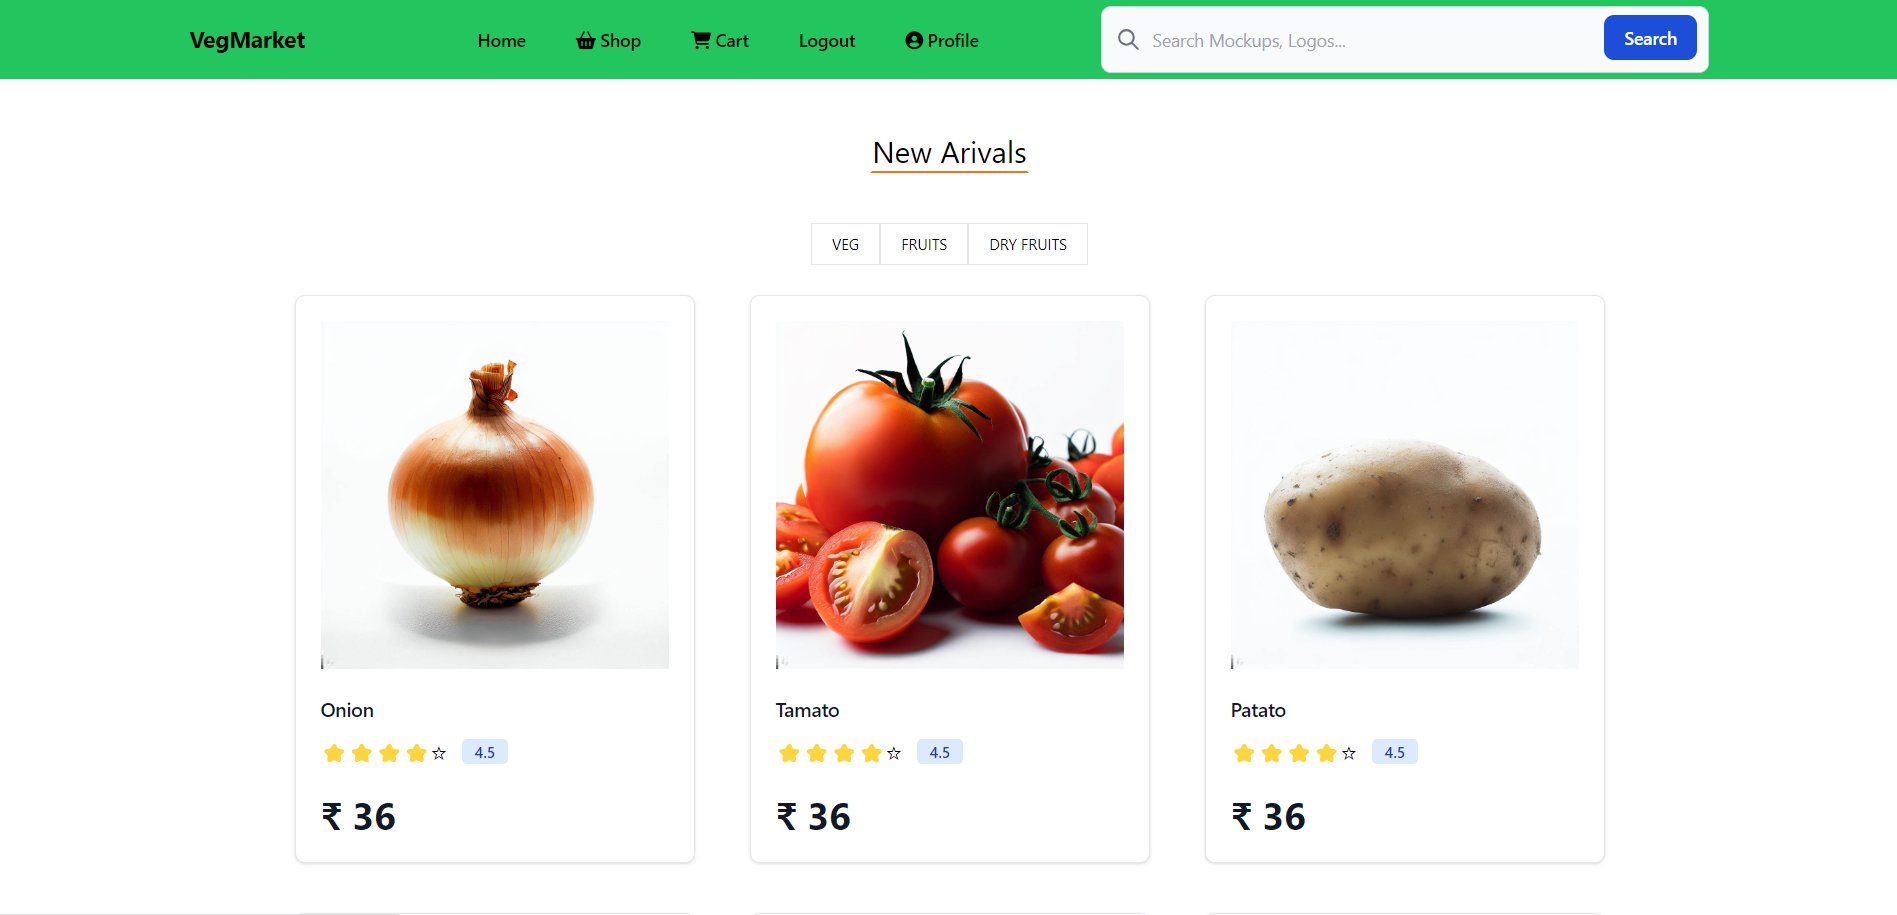 VegMarket
Home
Shop
Cart
Logout
Profile
Search Mockups, Logos...
Search
New Arivals
VEG
FRUITS
DRY FRUITS
Onion
4.5
₹ 36
Tamato
4.5
₹ 36
Patato
4.5
₹ 36